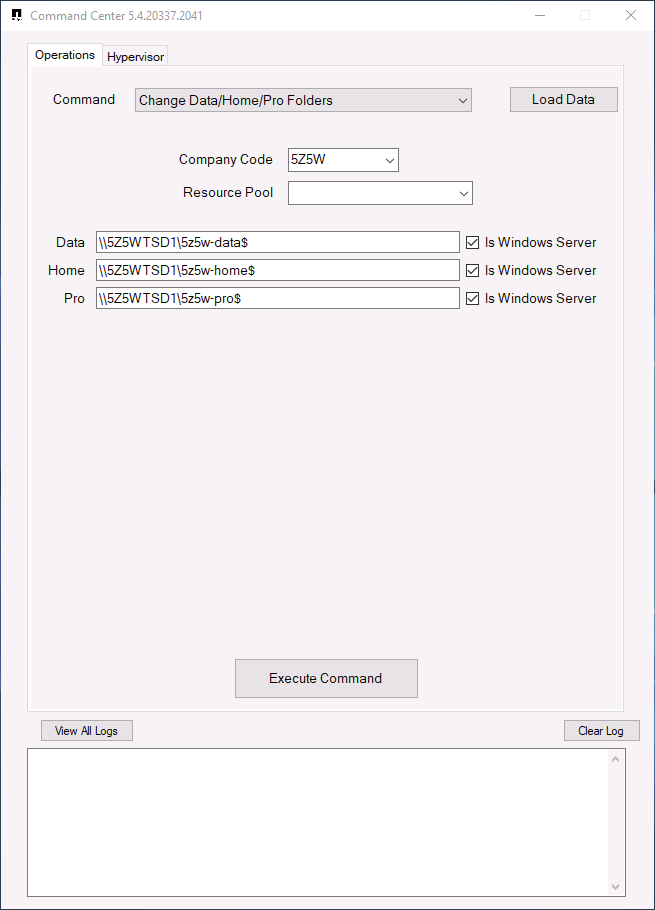 Command Center 5.4.20337.2041
Operations Hypervisor
Command Change Data/Home/Pro Folders Load Data
Company Code 5Z5W
Resource Pool
Data \\5Z5WTSD1\5z5w-data$ Is Windows Server
Home \\5Z5WTSD1\5z5w-home$ Is Windows Server
Pro \\5Z5WTSD1\5z5w-pro$ Is Windows Server
Execute Command
View All Logs Clear Log